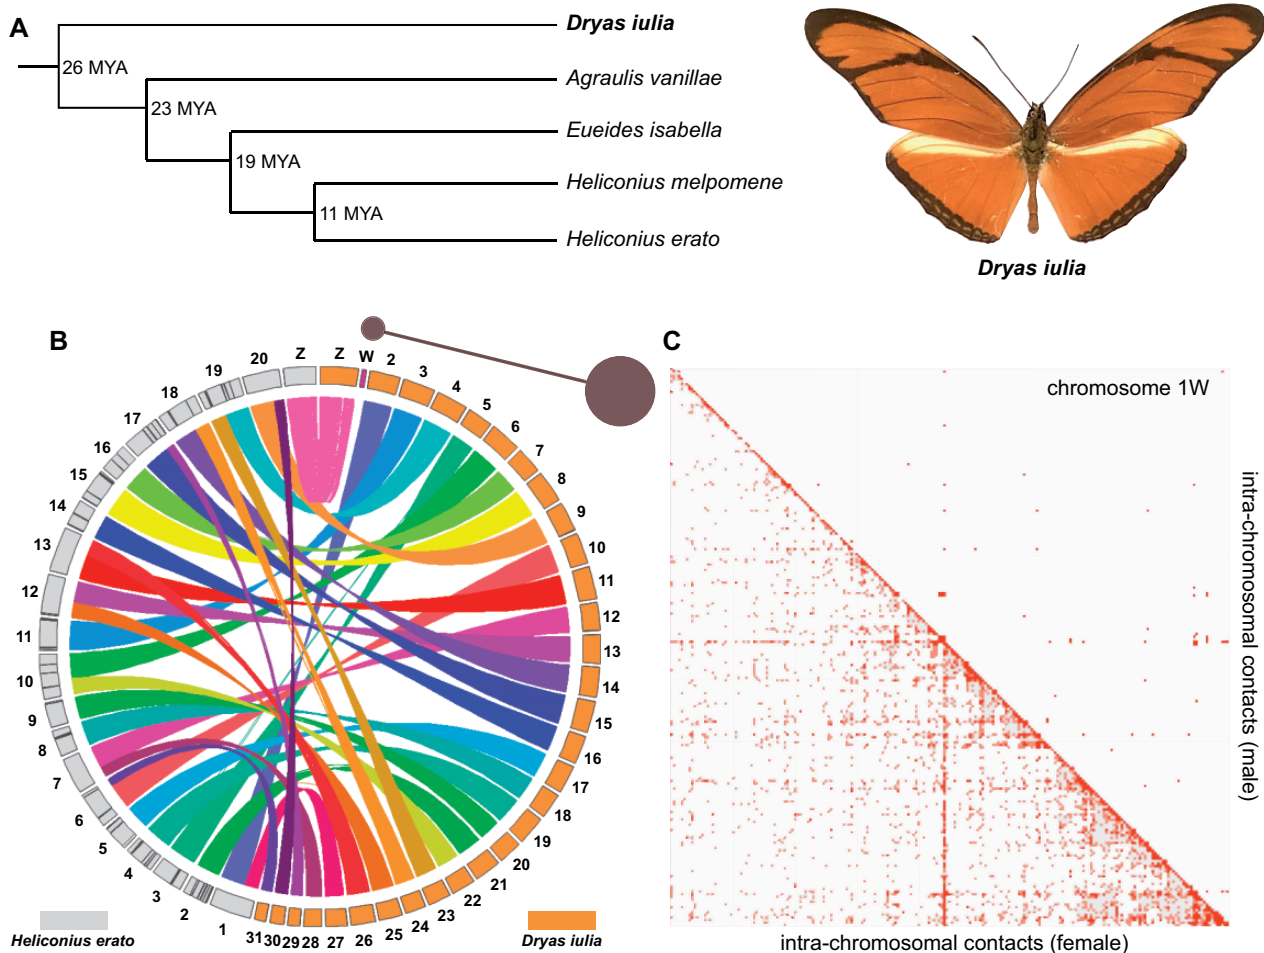 A
Dryas iulia
26 MYA
Agraulis vanillae
23 MYA
Eueides isabella
19 MYA
Heliconius melpomene
11 MYA
Heliconius erato
Dryas iulia
B
Z
Z
W
2
3
4
5
6
7
8
9
10
11
12
13
14
15
16
17
18
19
20
21
22
23
24
25
26
27
28
29
30
31
1
2
3
4
5
6
7
8
9
10
11
12
13
14
15
16
17
18
19
20
Heliconius erato
Dryas iulia
C
chromosome 1W
intra-chromosomal contacts (male)
intra-chromosomal contacts (female)